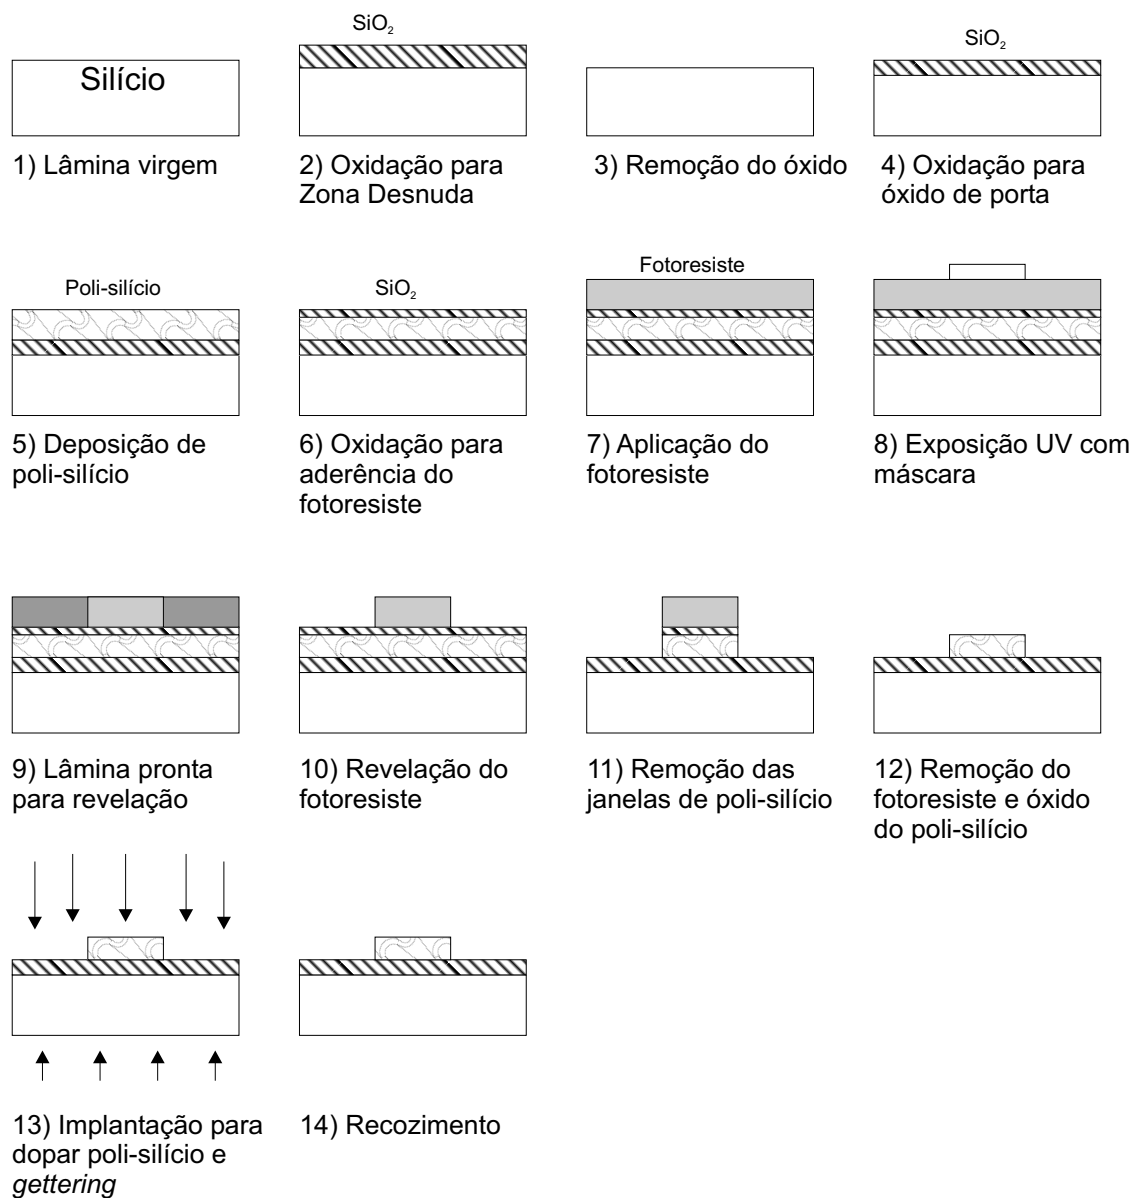 SiO₂
Silício
SiO₂
1) Lâmina virgem
2) Oxidação para
Zona Desnuda
3) Remoção do óxido
4) Oxidação para
óxido de porta
Poli-silício
SiO₂
Fotoresiste
5) Deposição de
poli-silício
6) Oxidação para
aderência do
fotoresiste
7) Aplicação do
fotoresiste
8) Exposição UV com
máscara
9) Lâmina pronta
para revelação
10) Revelação do
fotoresiste
11) Remoção das
janelas de poli-silício
12) Remoção do
fotoresiste e óxido
do poli-silício
13) Implantação para
dopar poli-silício e
gettering
14) Recozimento